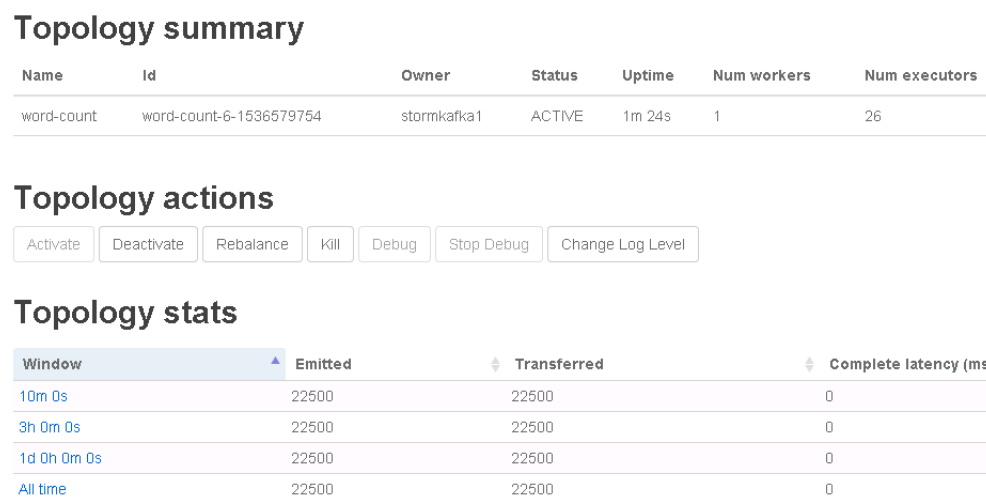 Topology summary
Name Id Owner Status Uptime Num workers Num executors
word-count word-count-6-1536579754 stormkafka1 ACTIVE 1m 24s 1 26
Topology actions
Activate Deactivate Rebalance Kill Debug Stop Debug Change Log Level
Topology stats
Window Emitted Transferred Complete latency (ms
10m 0s 22500 22500 0
3h 0m 0s 22500 22500 0
1d 0h 0m 0s 22500 22500 0
All time 22500 22500 0